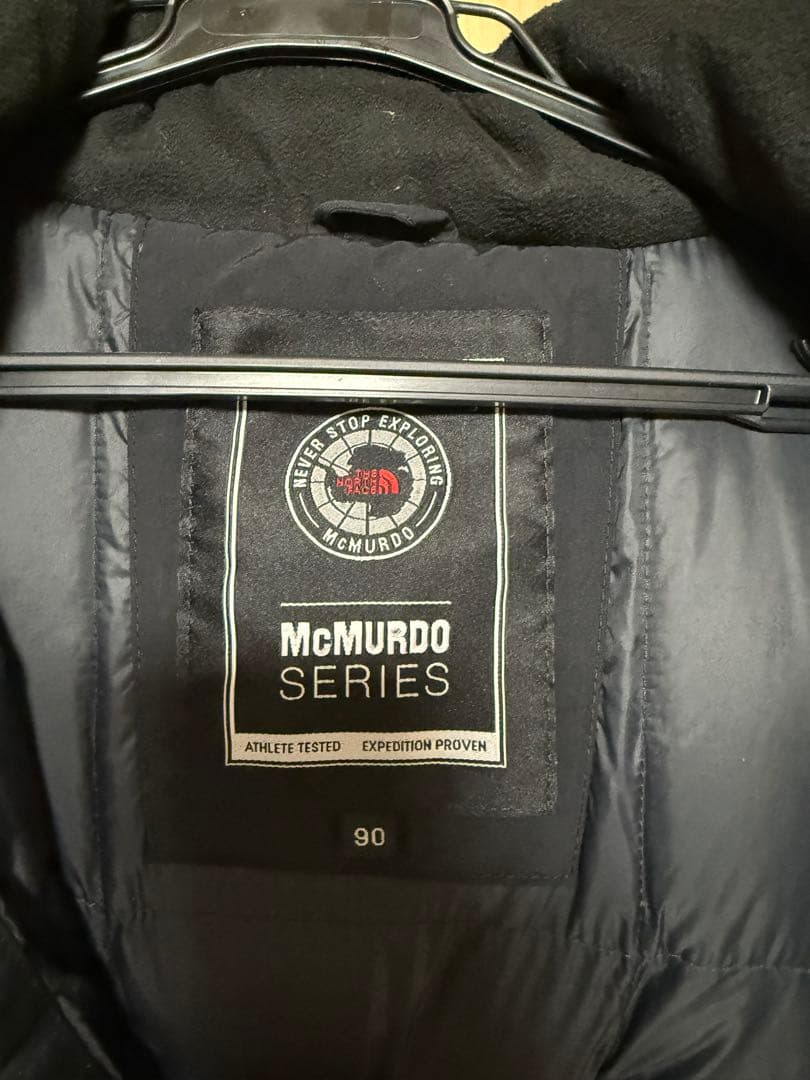 NEVER STOP EXPLORING
THE
NORTH
FACE
McMURDO
McMURDO
SERIES
ATHLETE TESTED EXPEDITION PROVEN
90